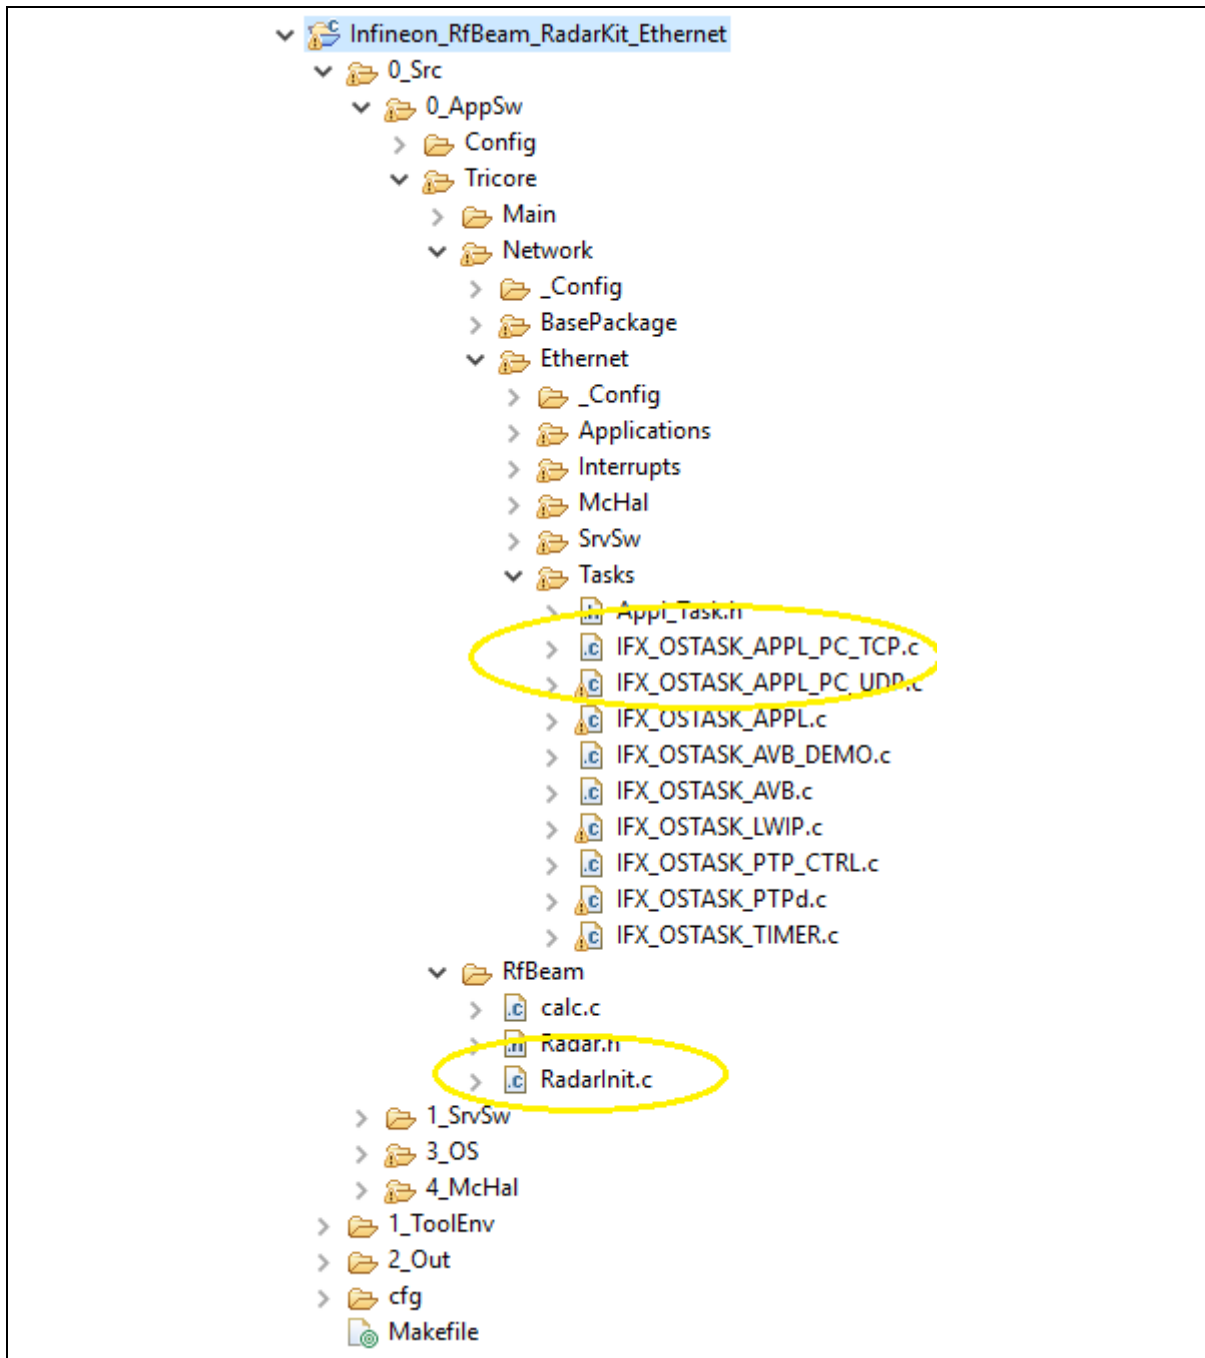 Infineon_RfBeam_RadarKit_Ethernet
0_Src
0_AppSw
Config
Tricore
Main
Network
_Config
BasePackage
Ethernet
_Config
Applications
Interrupts
McHal
SrvSw
Tasks
Appl_Task.h
IFX_OSTASK_APPL_PC_TCP.c
IFX_OSTASK_APPL_PC_UDP.c
IFX_OSTASK_APPL.c
IFX_OSTASK_AVB_DEMO.c
IFX_OSTASK_AVB.c
IFX_OSTASK_LWIP.c
IFX_OSTASK_PTP_CTRL.c
IFX_OSTASK_PTPd.c
IFX_OSTASK_TIMER.c
RfBeam
calc.c
Radar.h
RadarInit.c
1_SrvSw
3_OS
4_McHal
1_ToolEnv
2_Out
cfg
Makefile